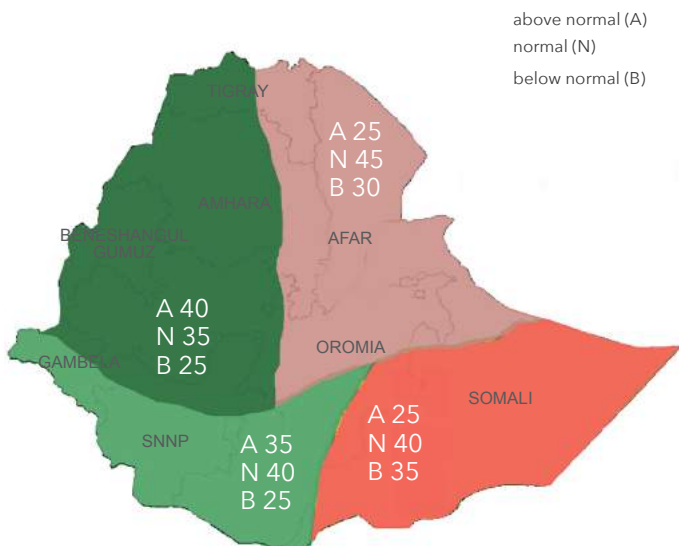 above normal (A)
normal (N)
below normal (B)
TIGRAY
A 25
N 45
B 30
AMHARA
BENESHANGUL
GUMUZ
AFAR
A 40
N 35
B 25
OROMIA
GAMBELA
SOMALI
A 25
N 40
B 35
SNNP
A 35
N 40
B 25